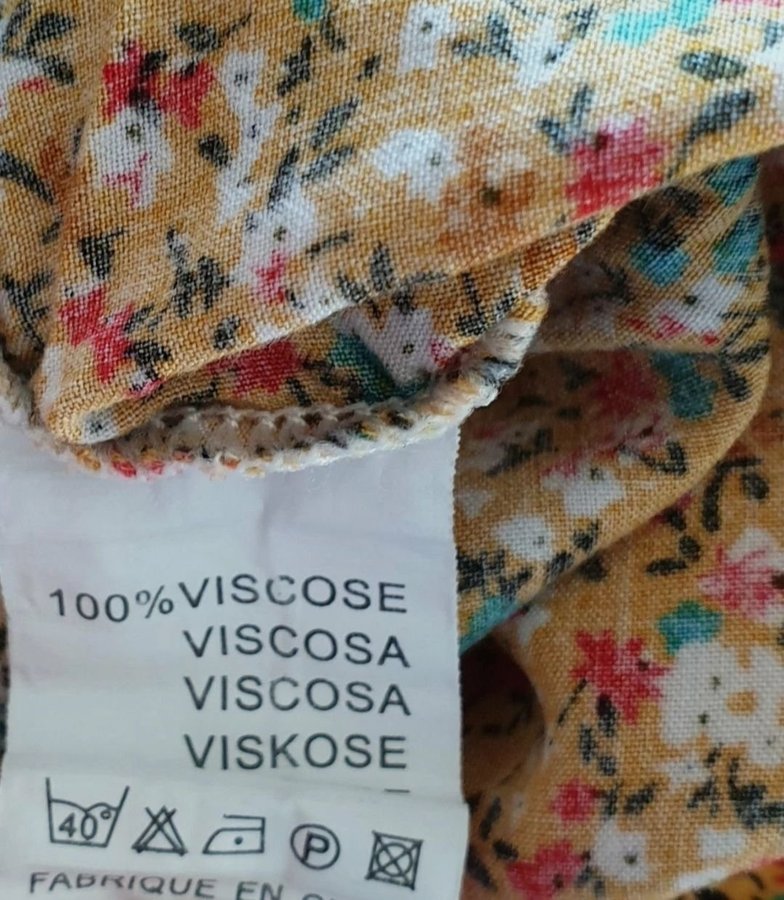 100% VISCOSE
VISCOSA
VISCOSA
VISKOSE
40° P
FABRIQUE EN